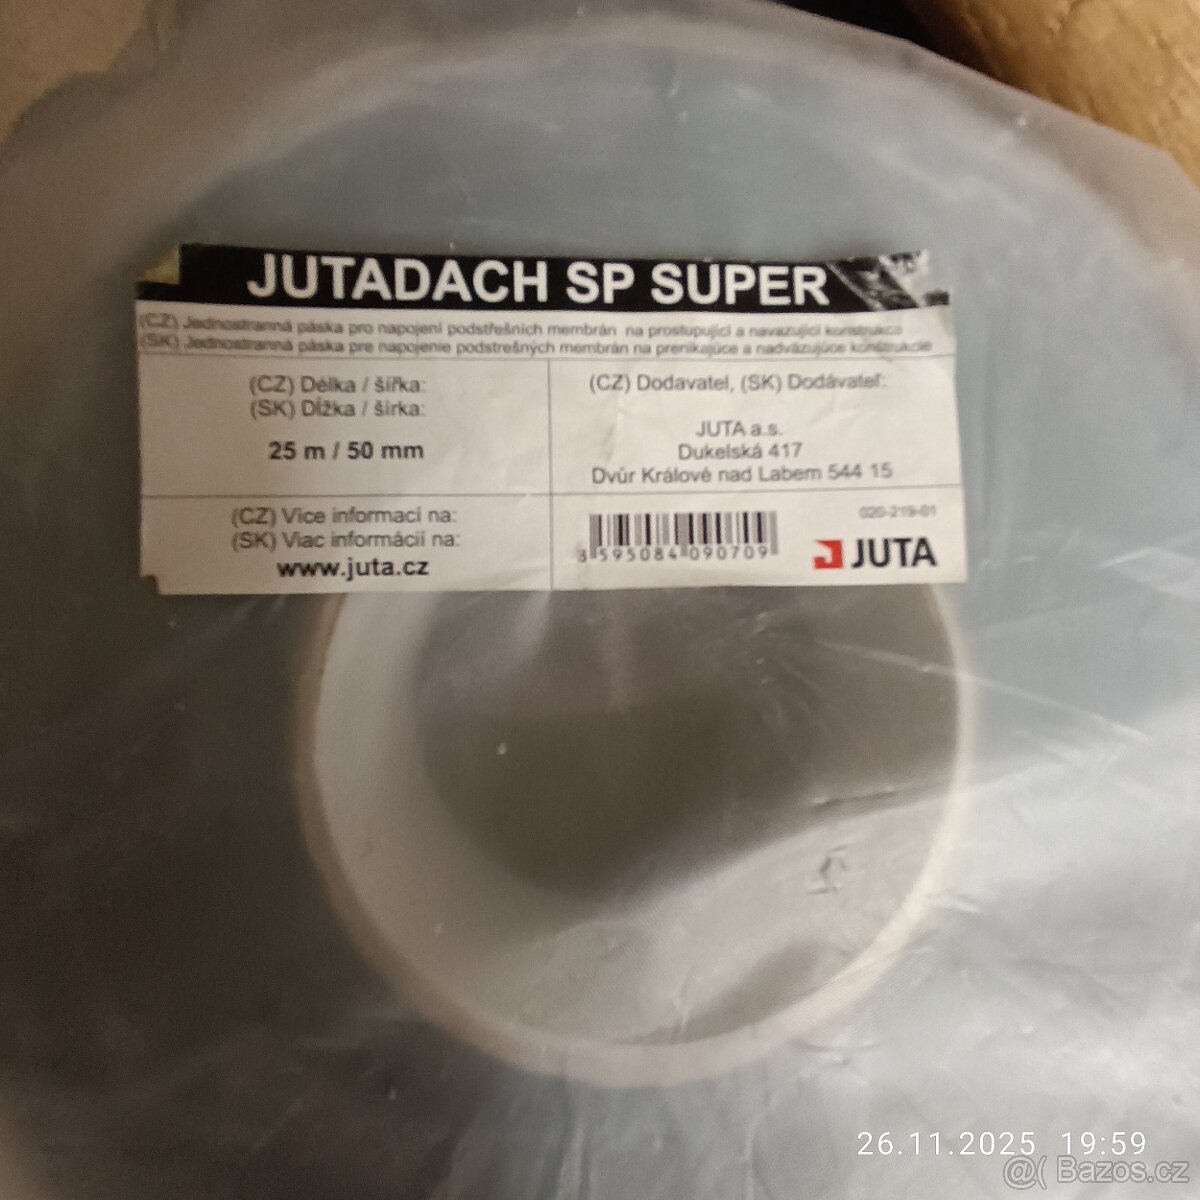 JUTADACH SP SUPER
(CZ) Jednostranná páska pro napojení podstřešních membrán na prostupující a navazující konstrukce
(SK) Jednostranná páska pre napojenie podstrešných membrán na prenikajúce a nadväzujúce konštrukcie
(CZ) Délka / šířka:
(SK) Dĺžka / šírka:
25 m / 50 mm
(CZ) Dodavatel, (SK) Dodávateľ:
JUTA a.s.
Dukelská 417
Dvůr Králové nad Labem 544 15
(CZ) Více informací na:
(SK) Viac informácií na:
www.juta.cz
020-219-01
3 595084 090709
JUTA
26.11.2025 19:59
@( Bazos.cz